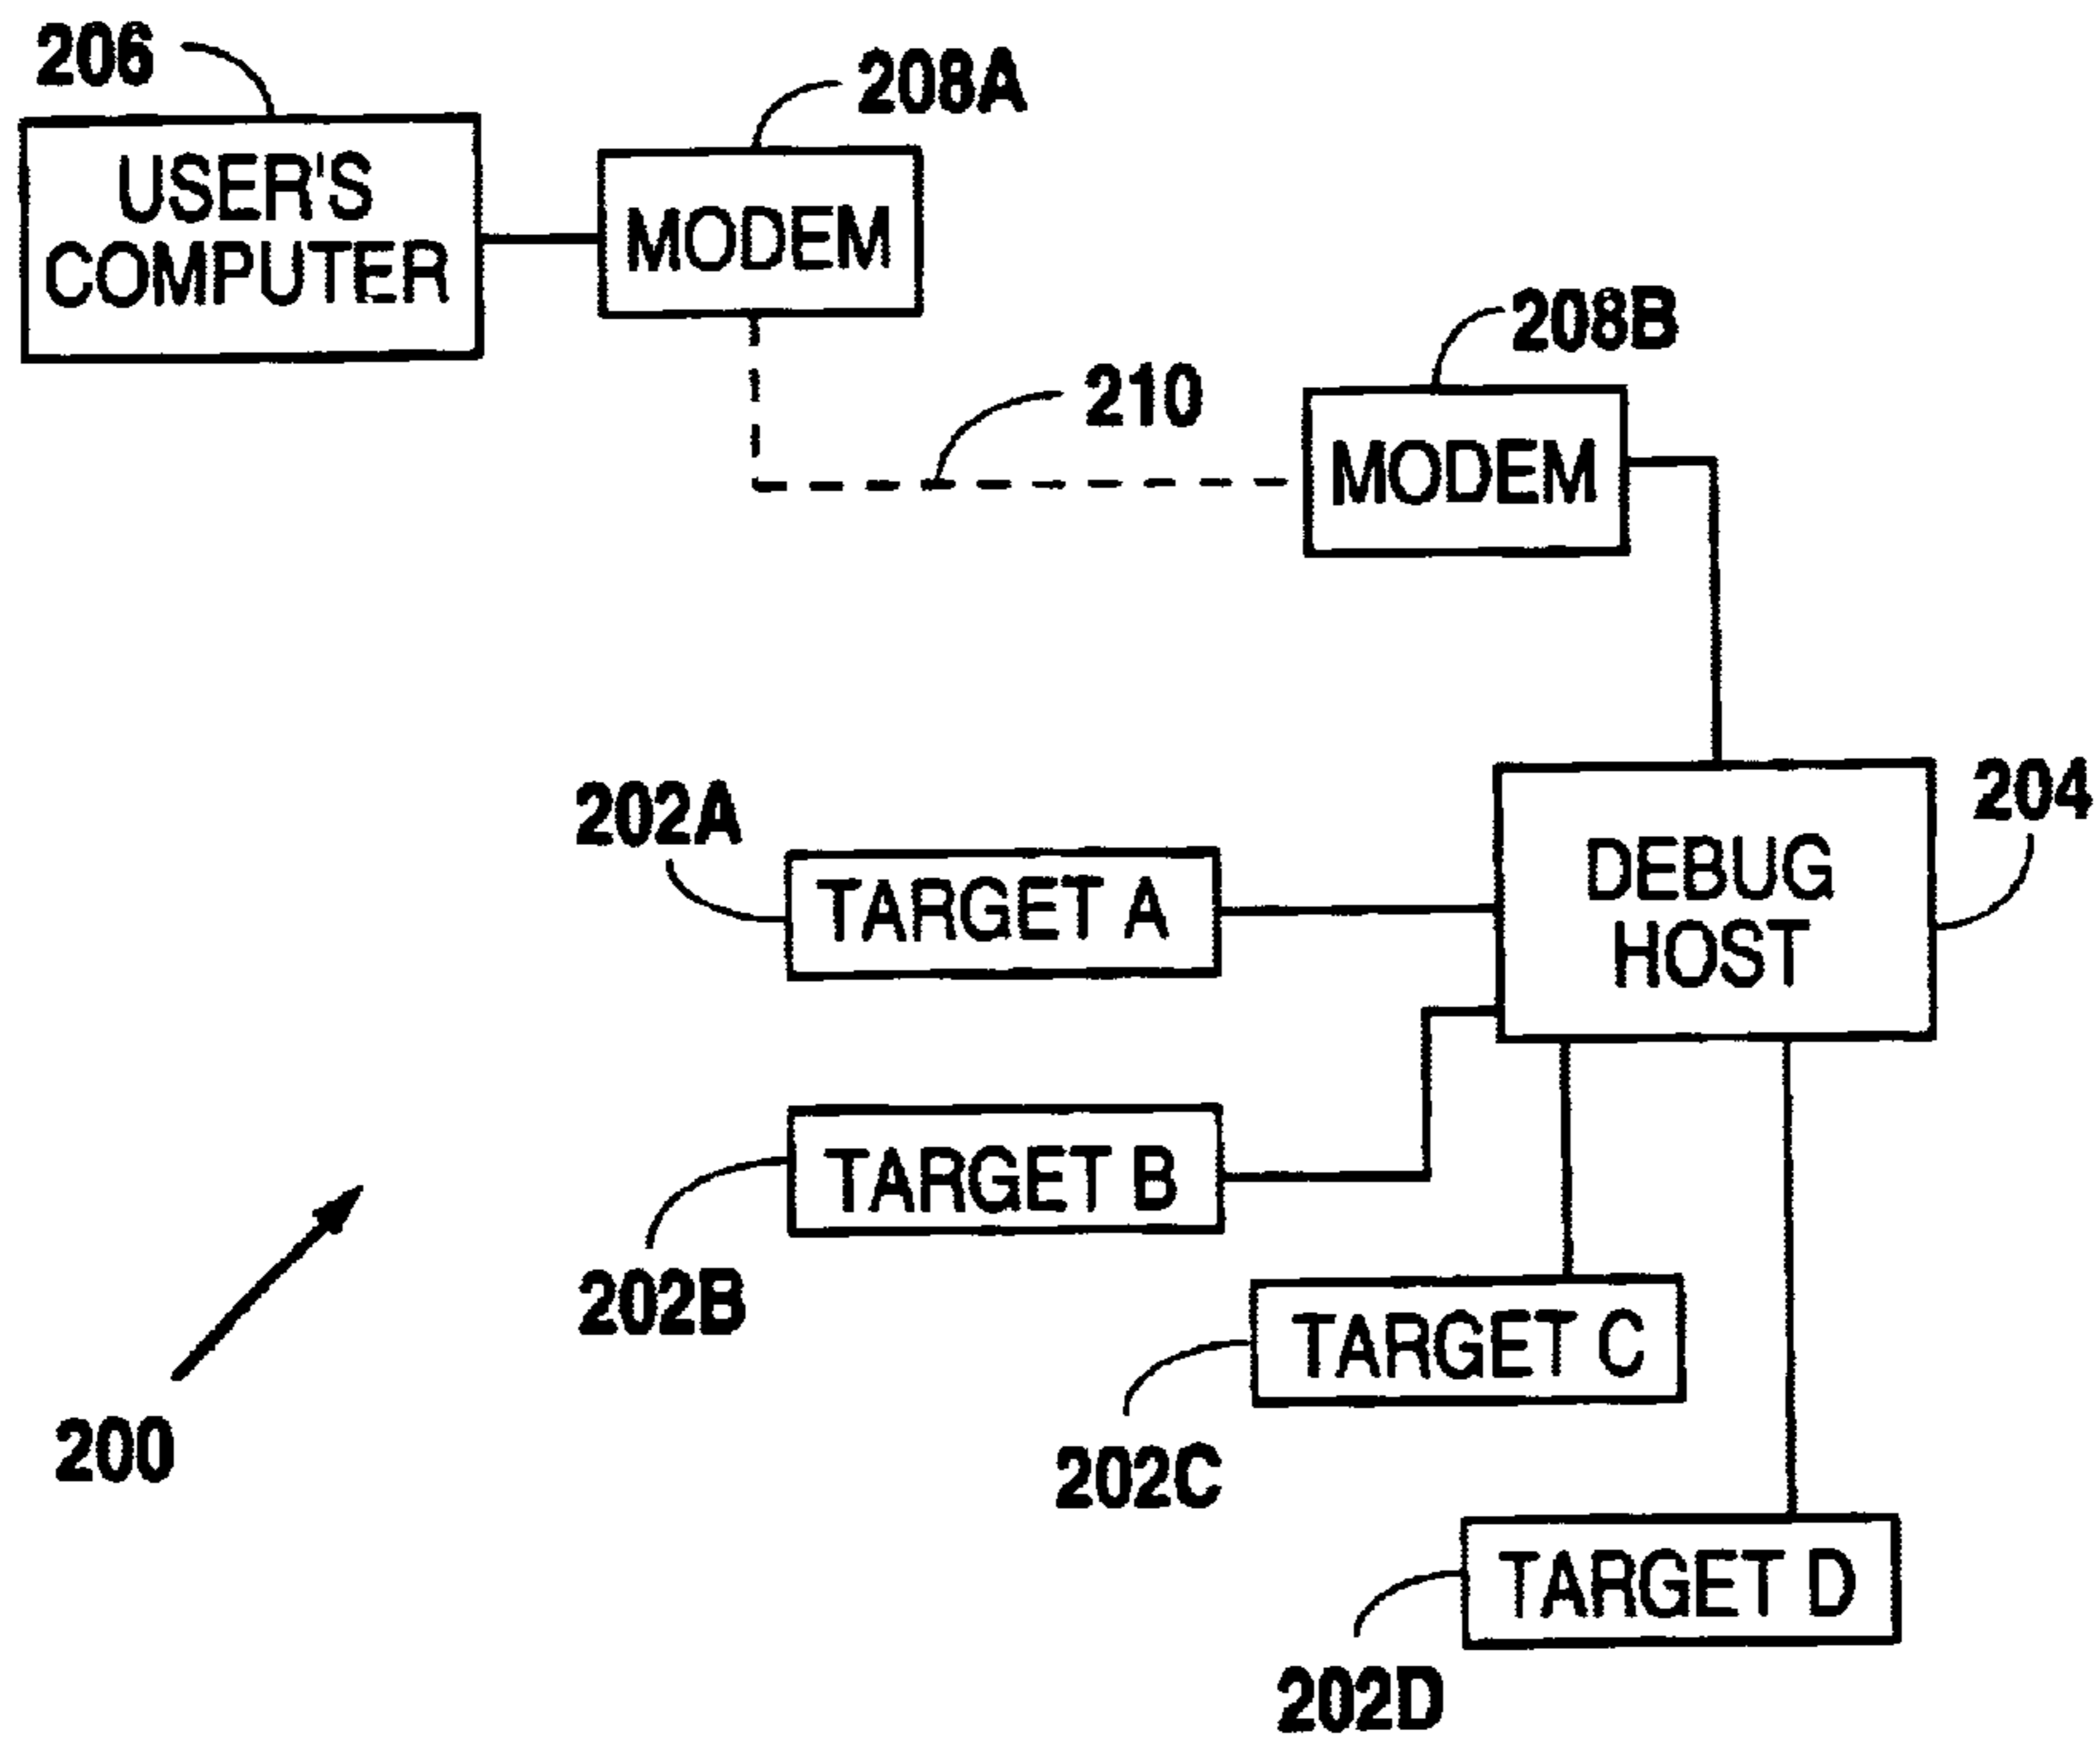 206
208A
USER'S
COMPUTER
MODEM
208B
210
MODEM
202A
204
TARGET A
DEBUG
HOST
TARGET B
202B
TARGET C
200
202C
TARGET D
202D